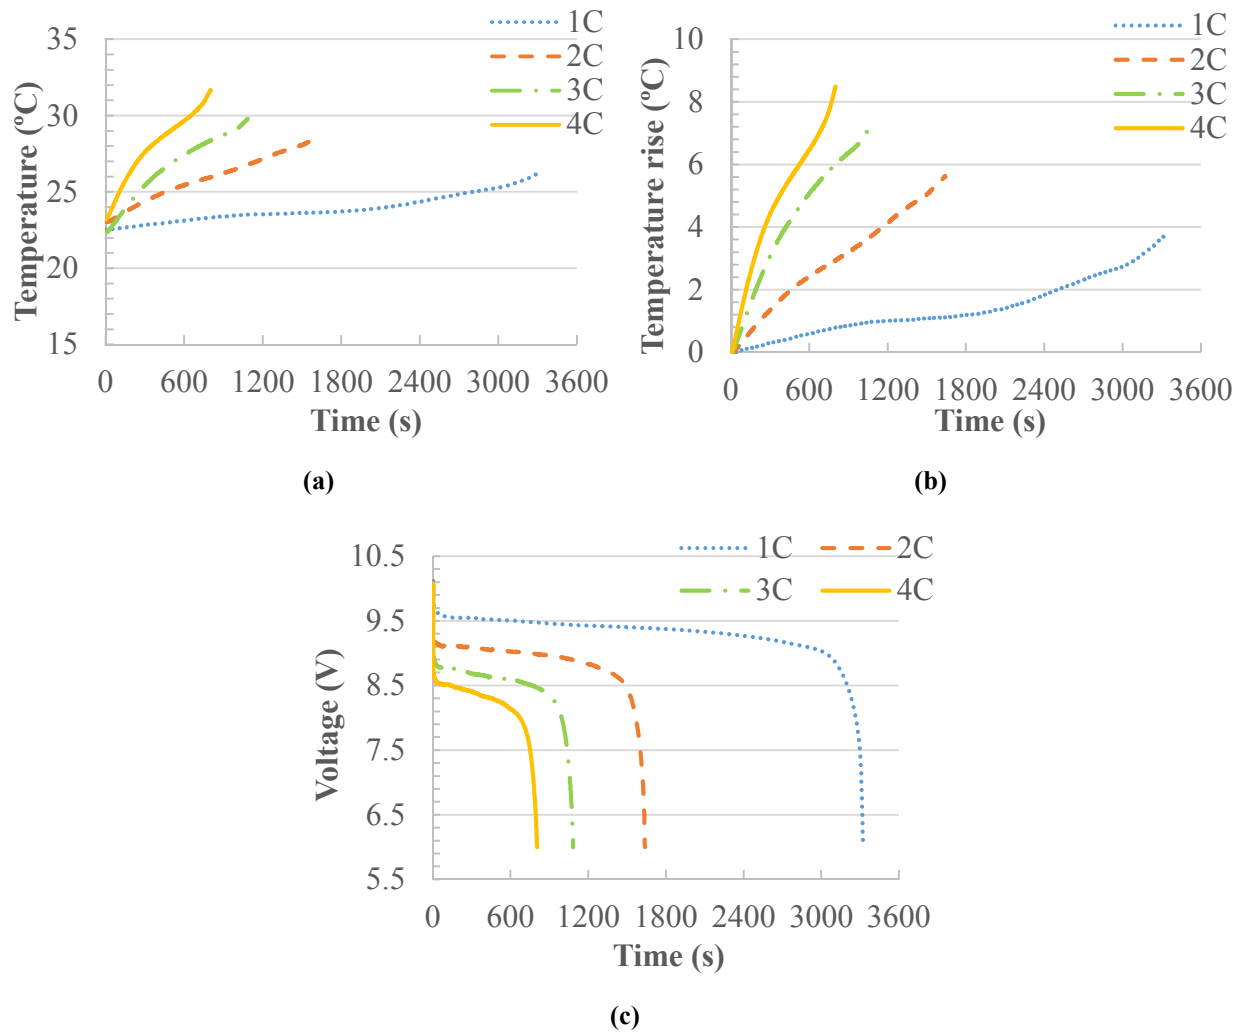 1C
2C
3C
4C
35
30
25
20
15
Temperature (ºC)
0 600 1200 1800 2400 3000 3600
Time (s)
(a)
1C
2C
3C
4C
10
8
6
4
2
0
Temperature rise (ºC)
0 600 1200 1800 2400 3000 3600
Time (s)
(b)
1C 2C
3C 4C
10.5
9.5
8.5
7.5
6.5
5.5
Voltage (V)
0 600 1200 1800 2400 3000 3600
Time (s)
(c)